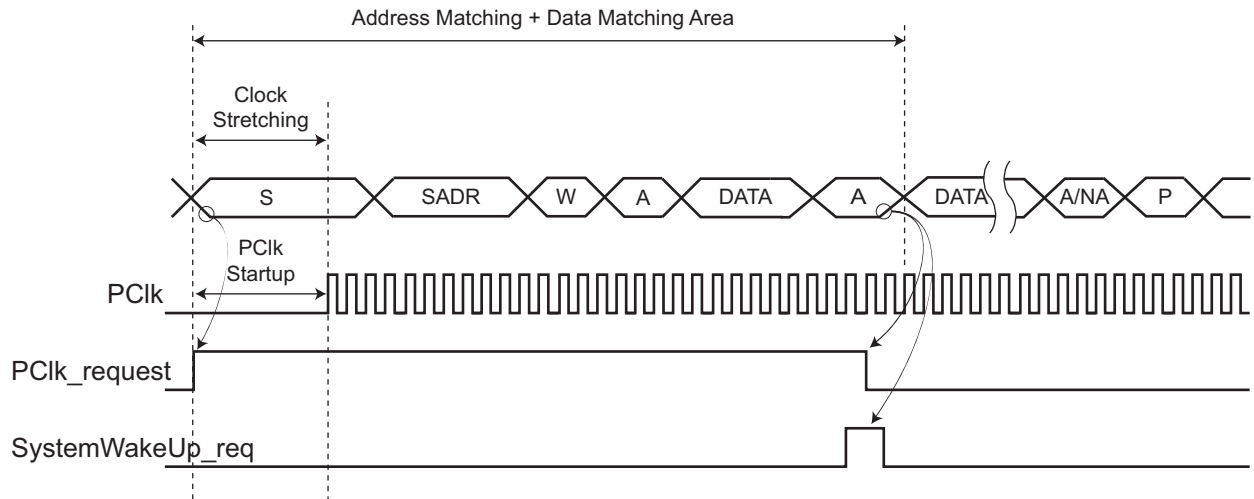 Address Matching + Data Matching Area
Clock
Stretching
S
SADR
W
A
DATA
A
DATA
A/NA
P
PClk
Startup
PClk
PClk_request
SystemWakeUp_req